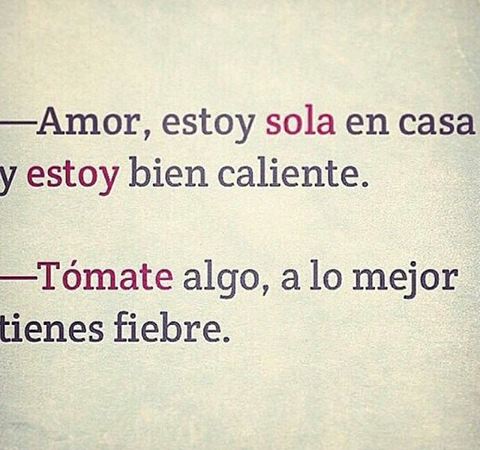 —Amor, estoy sola en casa
y estoy bien caliente.
—Tómate algo, a lo mejor
tienes fiebre.